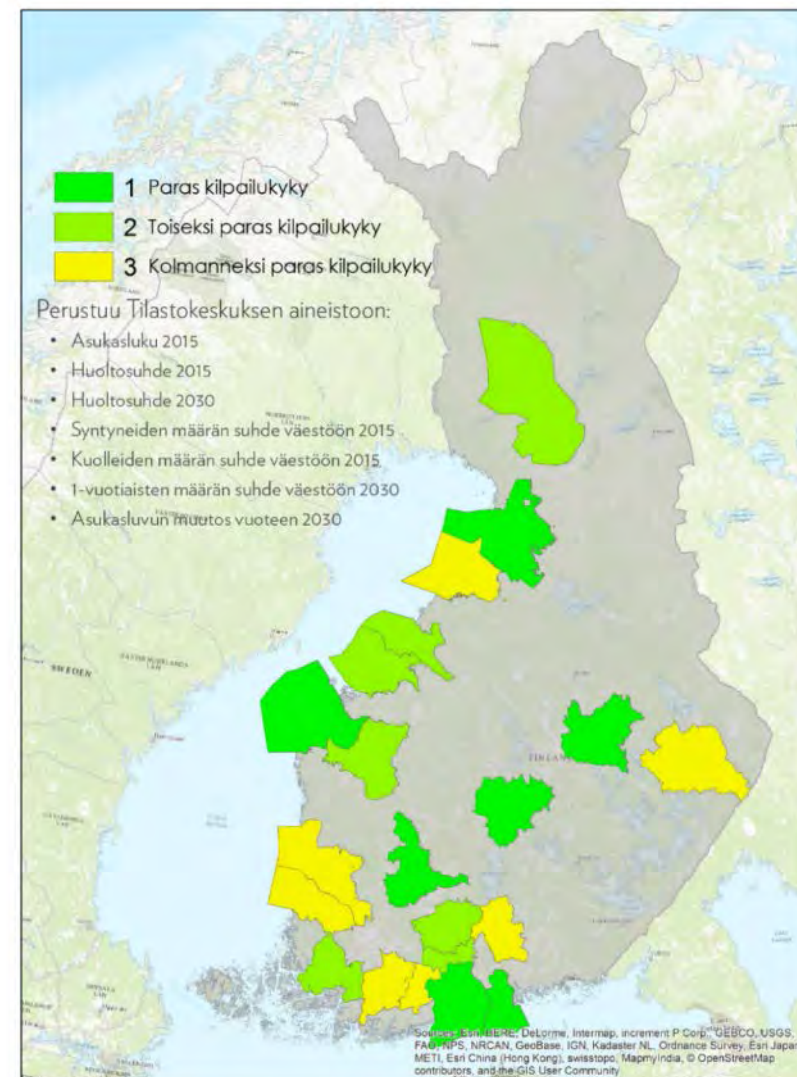 1 Paras kilpailukyky
2 Toiseksi paras kilpailukyky
3 Kolmanneksi paras kilpailukyky
Perustuu Tilastokeskuksen aineistoon:
• Asukasluku 2015
• Huoltosuhde 2015
• Huoltosuhde 2030
• Syntyneiden määrän suhde väestöön 2015
• Kuolleiden määrän suhde väestöön 2015
• 1-vuotiaisten määrän suhde väestöön 2030
• Asukasluvun muutos vuoteen 2030
SWEDEN
Sources: Esri, HERE, DeLorme, Intermap, increment P Corp., GEBCO, USGS,
FAO, NPS, NRCAN, GeoBase, IGN, Kadaster NL, Ordnance Survey, Esri Japan,
METI, Esri China (Hong Kong), swisstopo, MapmyIndia, © OpenStreetMap
contributors, and the GIS User Community